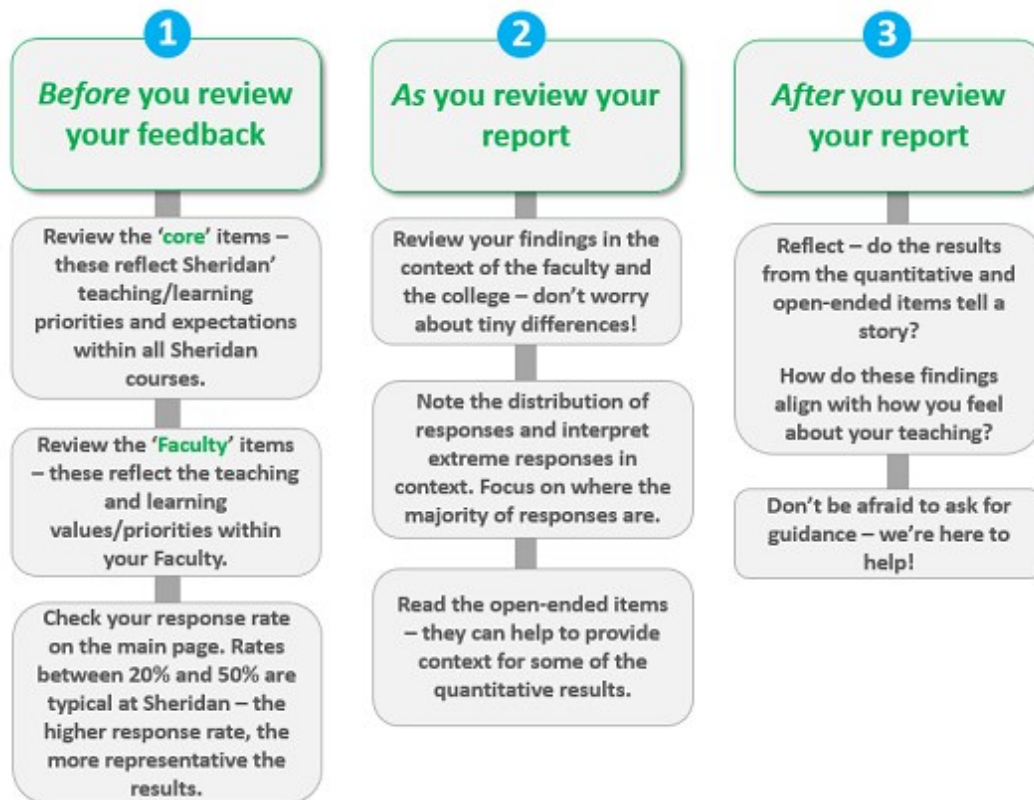 1
Before you review
your feedback
Review the 'core' items –
these reflect Sheridan'
teaching/learning
priorities and expectations
within all Sheridan
courses.
Review the 'Faculty' items
– these reflect the teaching
and learning
values/priorities within
your Faculty.
Check your response rate
on the main page. Rates
between 20% and 50% are
typical at Sheridan – the
higher response rate, the
more representative the
results.
2
As you review your
report
Review your findings in the
context of the faculty and
the college – don't worry
about tiny differences!
Note the distribution of
responses and interpret
extreme responses in
context. Focus on where the
majority of responses are.
Read the open-ended items
– they can help to provide
context for some of the
quantitative results.
3
After you review
your report
Reflect – do the results
from the quantitative and
open-ended items tell a
story?
How do these findings
align with how you feel
about your teaching?
Don't be afraid to ask for
guidance – we're here to
help!